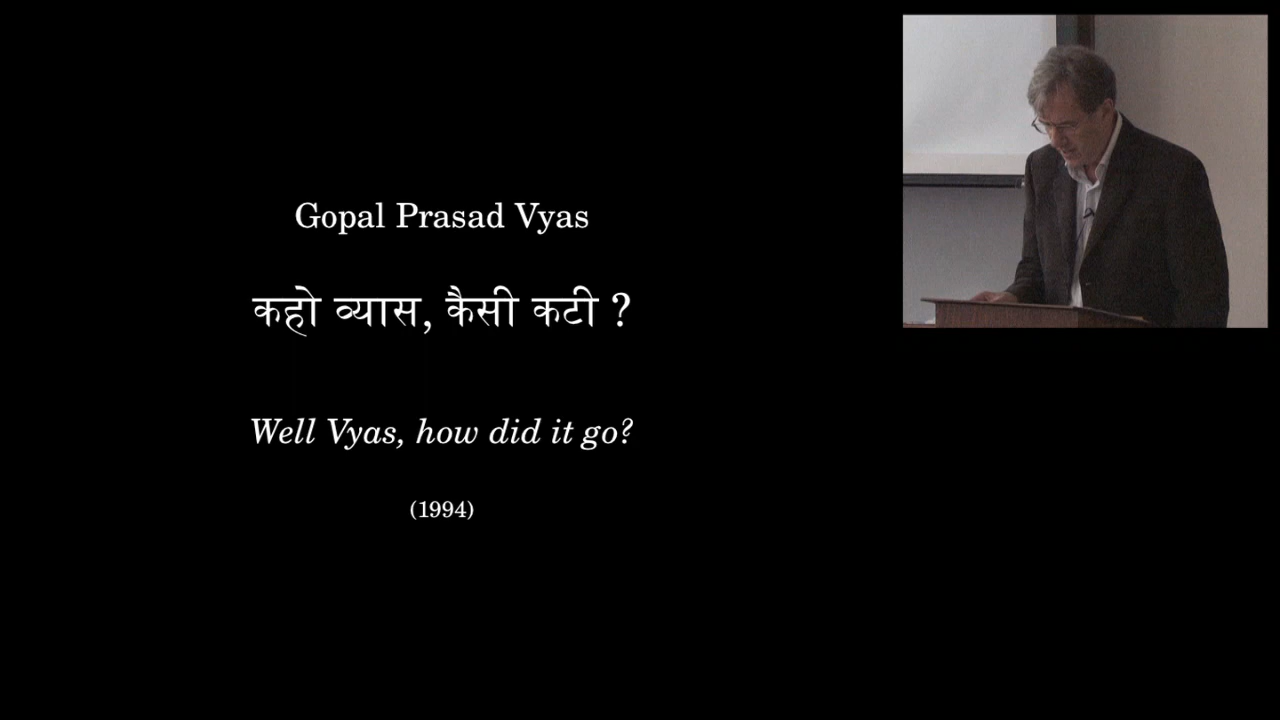 Gopal Prasad Vyas
कहो व्यास, कैसी कटी ?
Well Vyas, how did it go?
(1994)